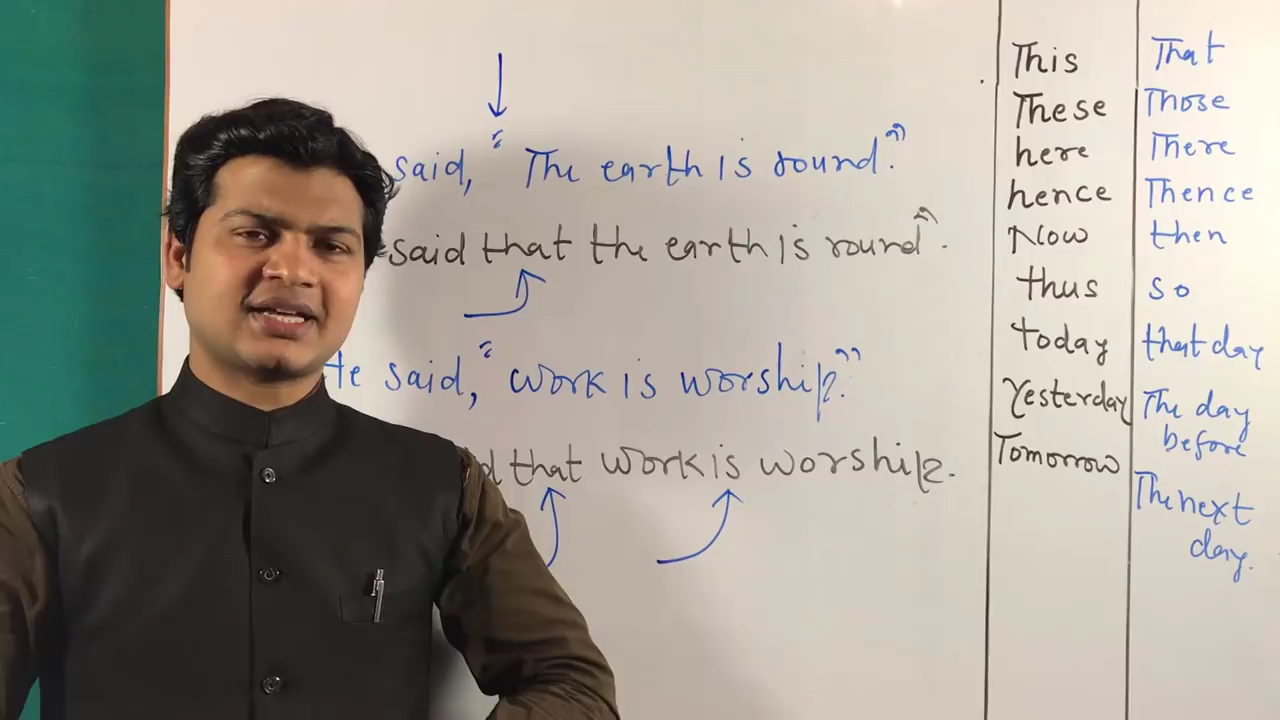 said, " The earth is round."
said that the earth is round".
He said, "work is worship."
d that work is worship.
This That
These Those
here There
hence Thence
Now then
thus so
today that day
Yesterday The day before
Tomorrow The next day.